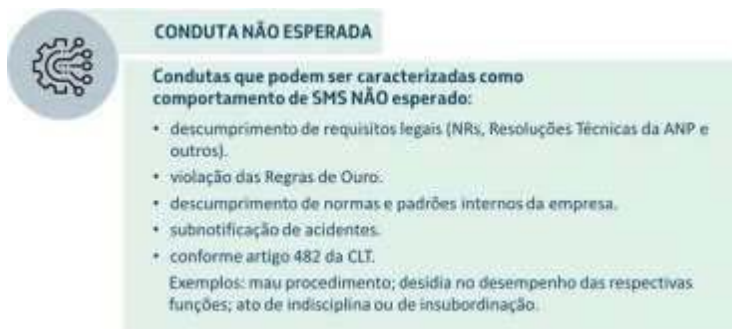 CONDUTA NÃO ESPERADA
Condutas que podem ser caracterizadas como
comportamento de SMS NÃO esperado:
• descumprimento de requisitos legais (NRs, Resoluções Técnicas da ANP e
outros).
• violação das Regras de Ouro.
• descumprimento de normas e padrões internos da empresa.
• subnotificação de acidentes.
• conforme artigo 482 da CLT.
Exemplos: mau procedimento; desídia no desempenho das respectivas
funções; ato de indisciplina ou de insubordinação.